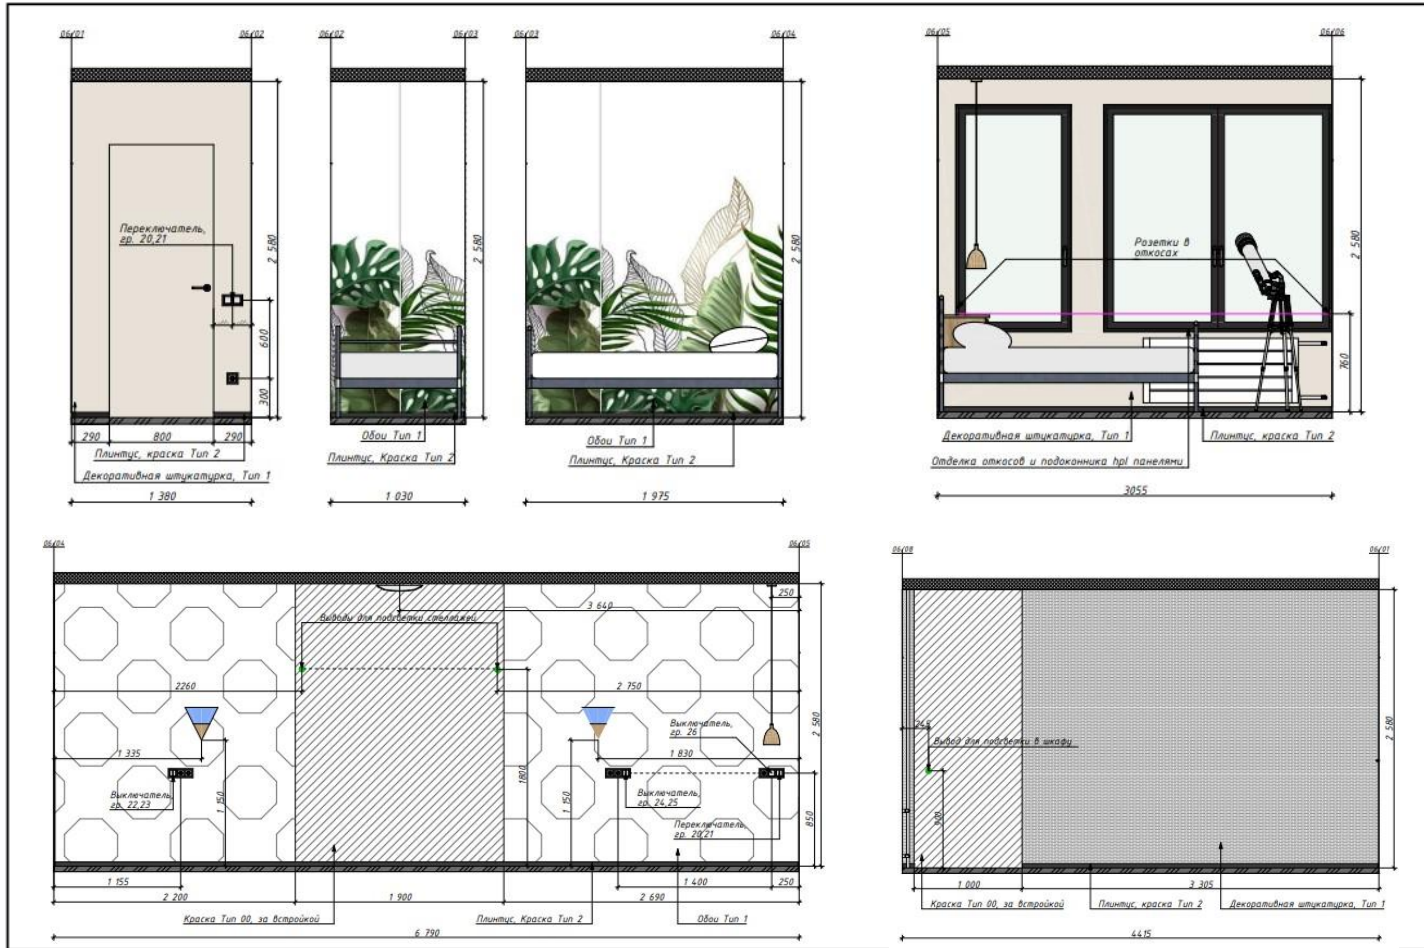 06/01
06/02
06/02
06/03
06/03
06/04
06/05
06/06
Переключатель,
гр. 20,21
2 580
600
300
290
800
290
Плинтус, краска Тип 2
Декоративная штукатурка, Тип 1
1 380
2 580
Обои Тип 1
Плинтус, Краска Тип 2
1 030
2 580
Обои Тип 1
Плинтус, Краска Тип 2
1 975
Розетки в
откосах
2 580
760
Декоративная штукатурка, Тип 1
Плинтус, краска Тип 2
Отделка откосов и подоконника hpl панелями
3055
06/04
06/05
250
3 640
Выводы для подсветки стеллажей
2260
2 750
2 580
Выключатель,
гр. 26
1 335
1 830
1800
Выключатель,
гр. 22,23
1 150
1 150
Выключатель,
гр. 24,25
850
Переключатель,
гр. 20,21
1 155
1 400
250
2 200
1 900
2 690
Краска Тип 00, за встройкой
Плинтус, Краска Тип 2
Обои Тип 1
6 790
06/08
06/01
245
Вывод для подсветки в шкафу
2 580
900
1 000
3 305
Краска Тип 00, за встройкой
Плинтус, краска Тип 2
Декоративная штукатурка, Тип 1
4415